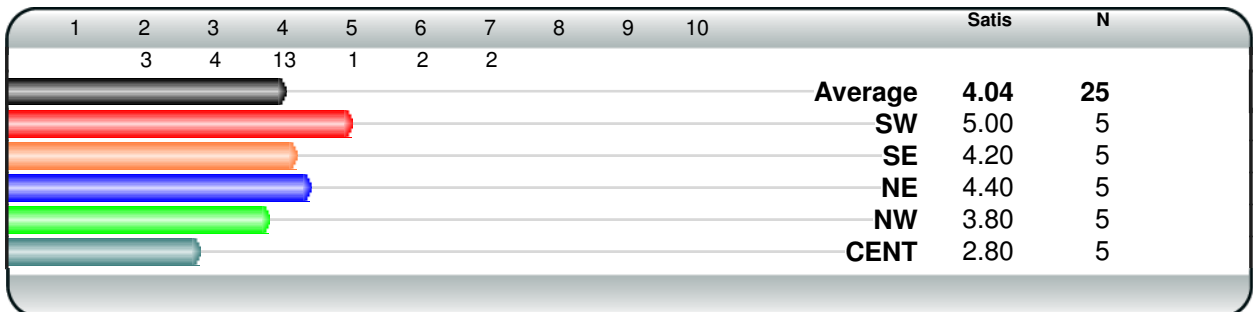 1 2 3 4 5 6 7 8 9 10 Satis N
3 4 13 1 2 2
Average 4.04 25
SW 5.00 5
SE 4.20 5
NE 4.40 5
NW 3.80 5
CENT 2.80 5